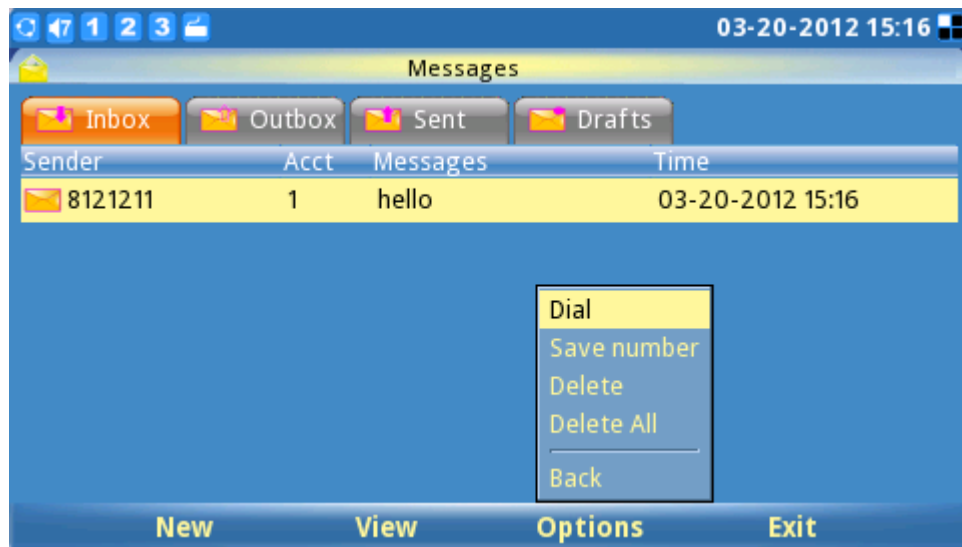 7 1 2 3 03-20-2012 15:16
Messages
Inbox Outbox Sent Drafts
Sender Acct Messages Time
8121211 1 hello 03-20-2012 15:16
Dial
Save number
Delete
Delete All
Back
New View Options Exit